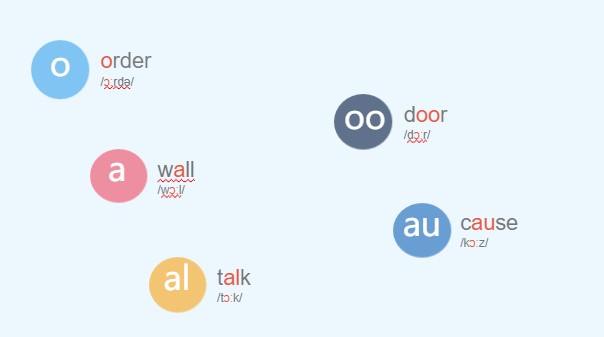 o
order
/ɔːrdə/
oo
door
/dɔːr/
a
wall
/wɔːl/
au
cause
/kɔːz/
al
talk
/tɔːk/